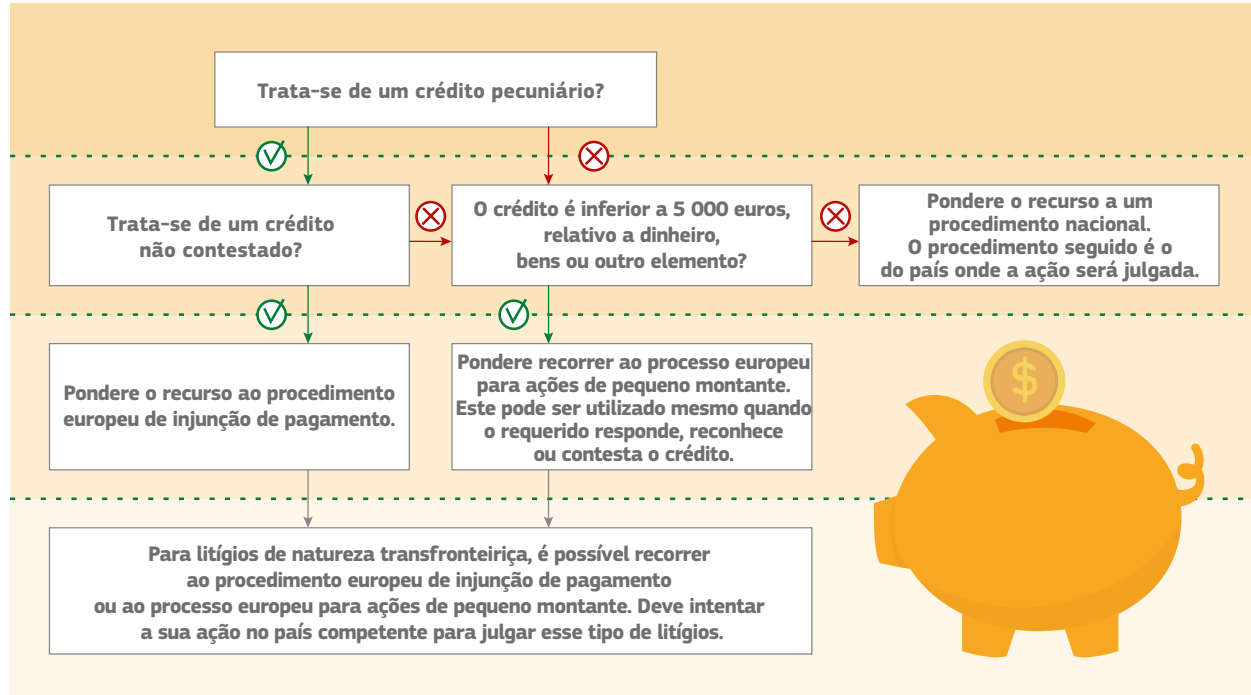 Trata-se de um crédito pecuniário?
Trata-se de um crédito
não contestado?
O crédito é inferior a 5 000 euros,
relativo a dinheiro,
bens ou outro elemento?
Pondere o recurso a um
procedimento nacional.
O procedimento seguido é o
do país onde a ação será julgada.
Pondere o recurso ao procedimento
europeu de injunção de pagamento.
Pondere recorrer ao processo europeu
para ações de pequeno montante.
Este pode ser utilizado mesmo quando
o requerido responde, reconhece
ou contesta o crédito.
$
Para litígios de natureza transfronteiriça, é possível recorrer
ao procedimento europeu de injunção de pagamento
ou ao processo europeu para ações de pequeno montante. Deve intentar
a sua ação no país competente para julgar esse tipo de litígios.